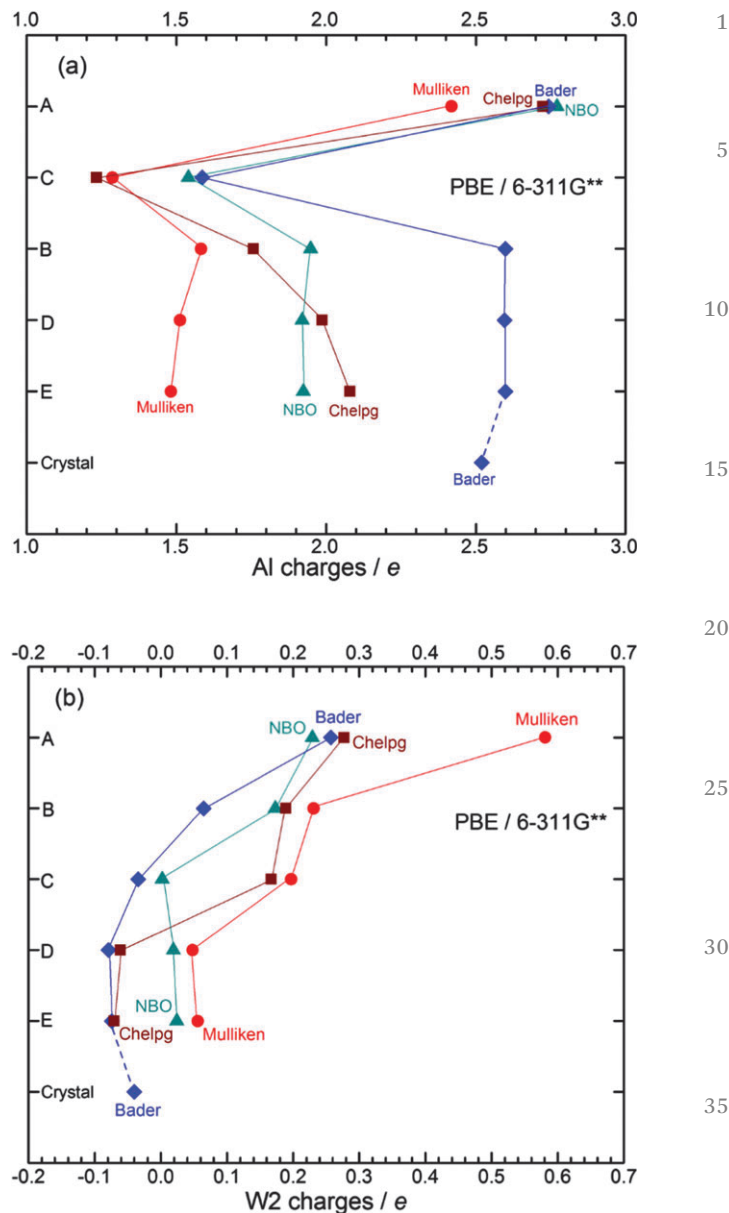 1.0 1.5 2.0 2.5 3.0 1
(a)
Mulliken Chelpg Bader
A NBO
5
C
PBE / 6-311G**
B
D 10
E
Mulliken NBO Chelpg
Crystal 15
Bader
1.0 1.5 2.0 2.5 3.0
Al charges / e
20
-0.2 -0.1 0.0 0.1 0.2 0.3 0.4 0.5 0.6 0.7
(b)
NBO Bader Mulliken
A Chelpg
25
B
PBE / 6-311G**
C
D 30
NBO
E
Chelpg Mulliken
Crystal
Bader 35
-0.2 -0.1 0.0 0.1 0.2 0.3 0.4 0.5 0.6 0.7
W2 charges / e